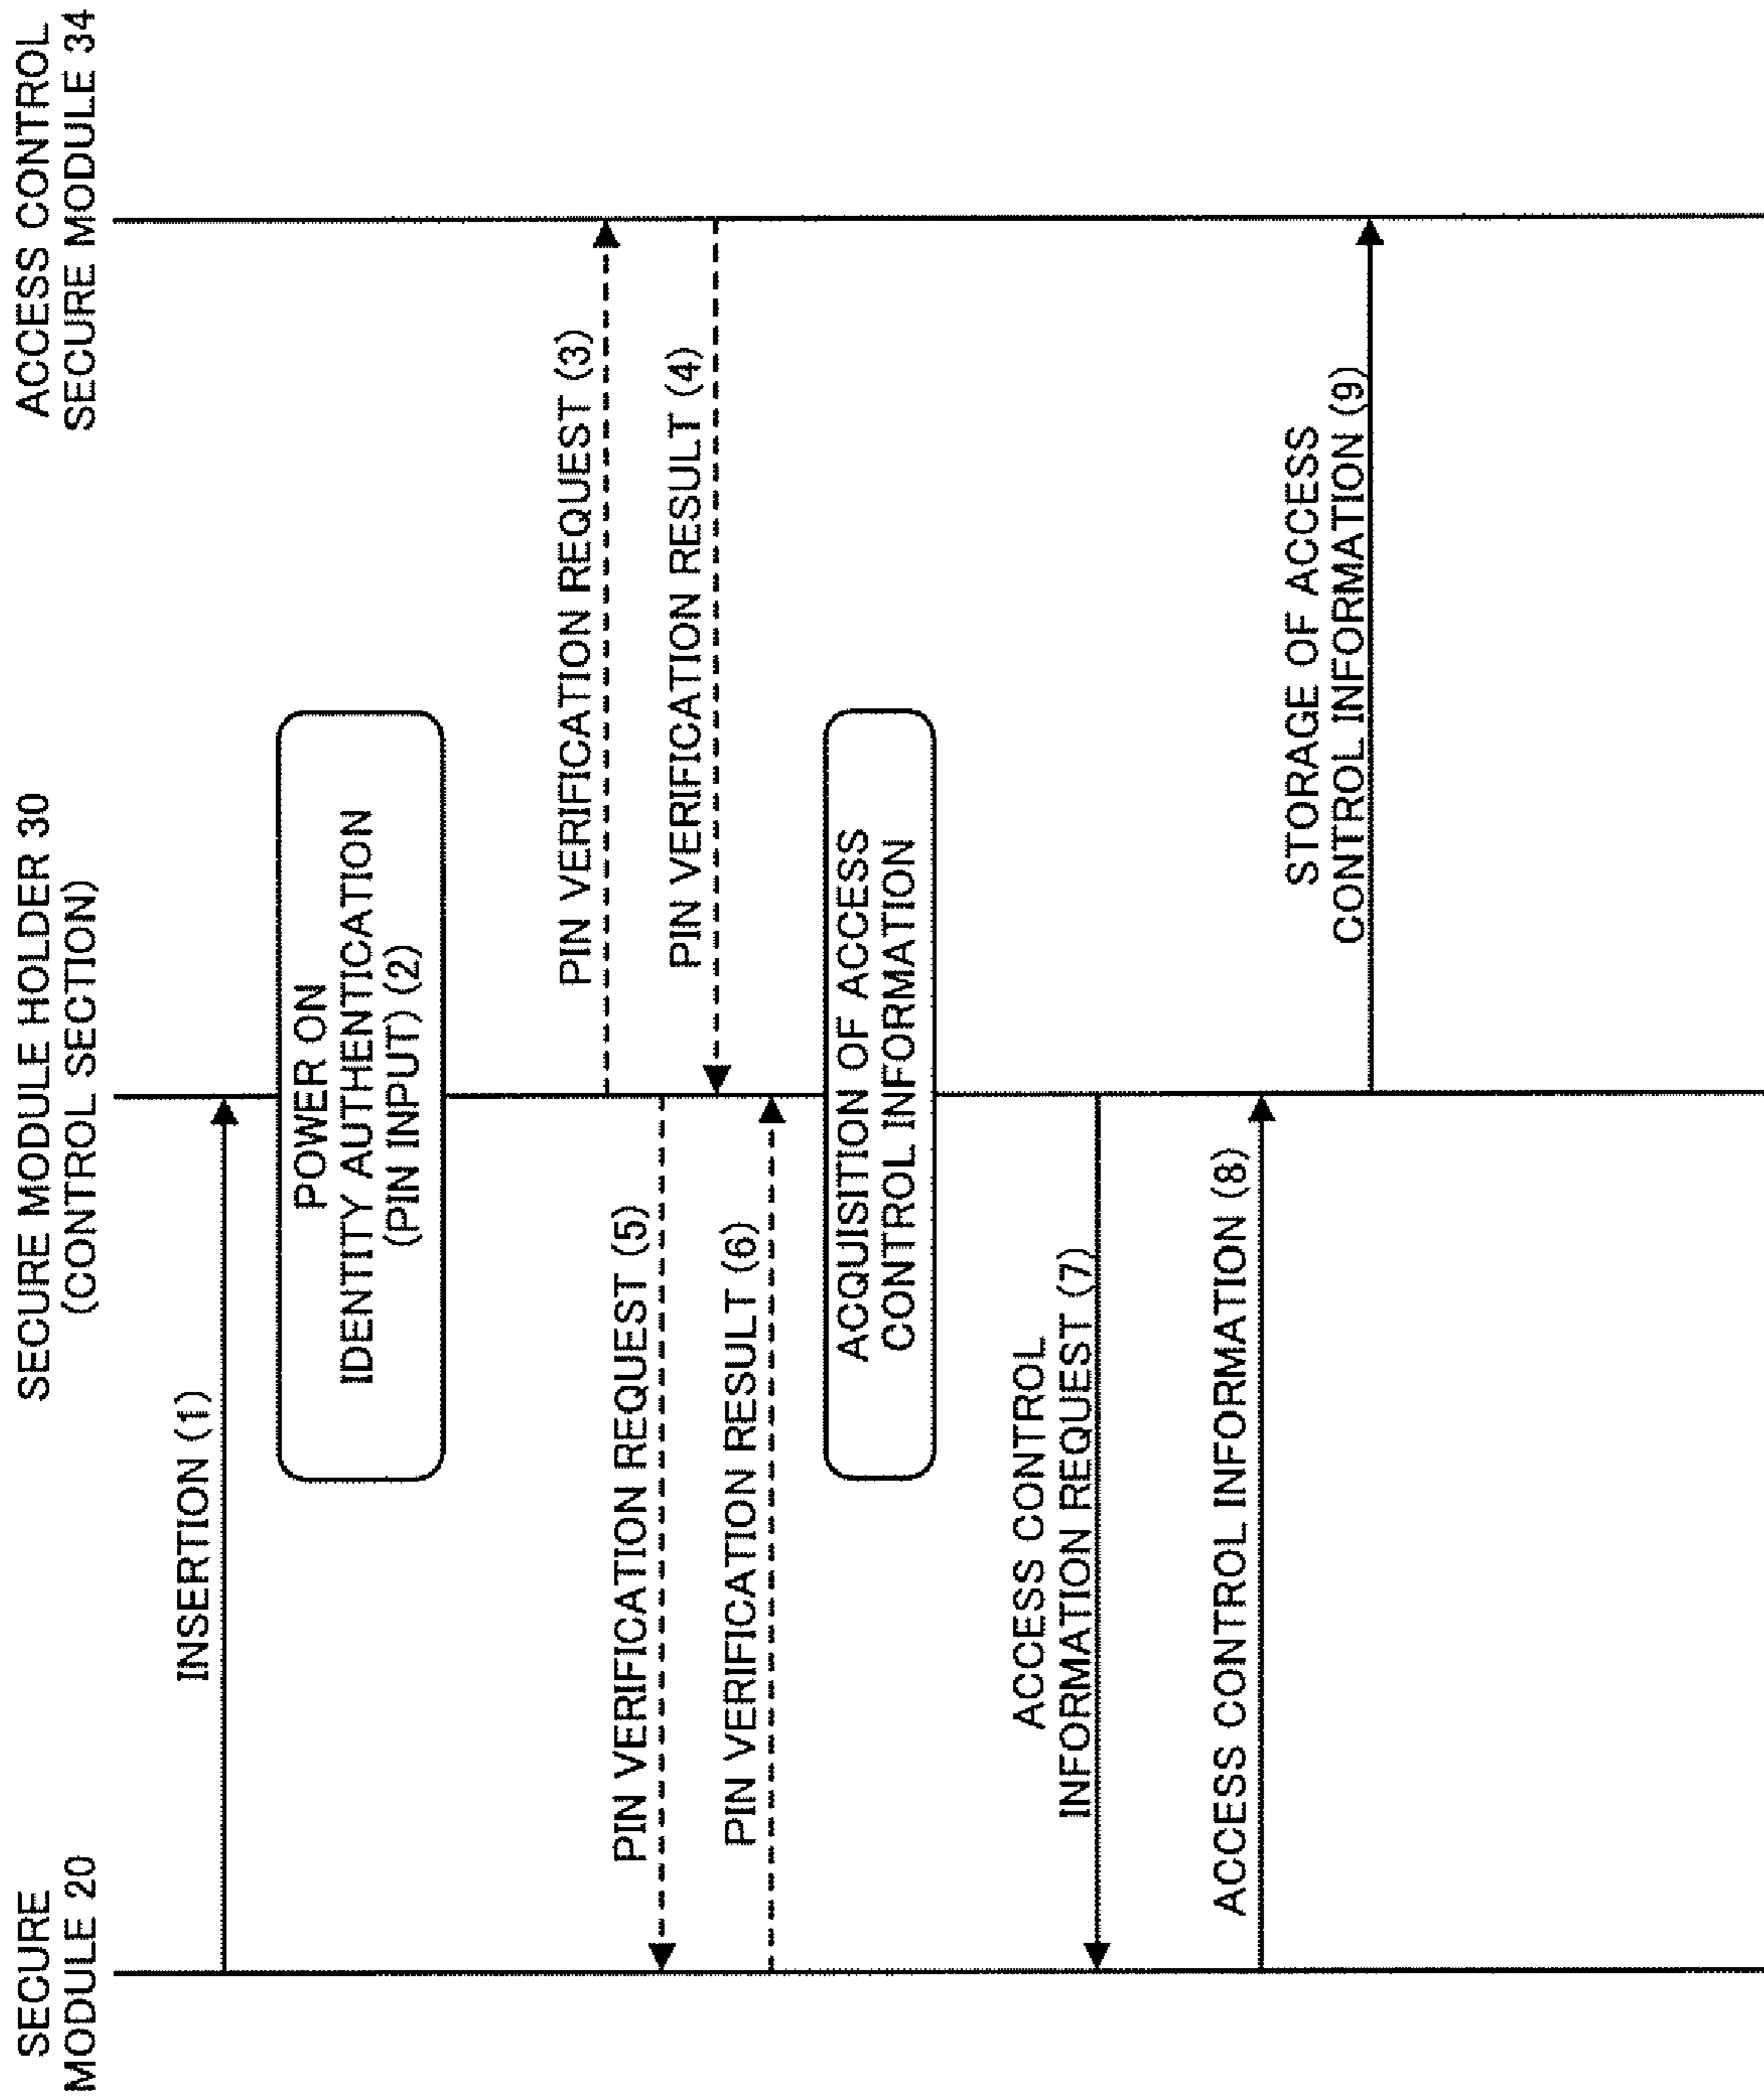 SECURE
MODULE 20
SECURE MODULE HOLDER 30
(CONTROL SECTION)
ACCESS CONTROL
SECURE MODULE 34
INSERTION (1)
POWER ON
IDENTITY AUTHENTICATION
(PIN INPUT) (2)
PIN VERIFICATION REQUEST (3)
PIN VERIFICATION REQUEST (5)
PIN VERIFICATION RESULT (4)
PIN VERIFICATION RESULT (6)
ACQUISITION OF ACCESS
CONTROL INFORMATION
ACCESS CONTROL
INFORMATION REQUEST (7)
ACCESS CONTROL INFORMATION (8)
STORAGE OF ACCESS
CONTROL INFORMATION (9)